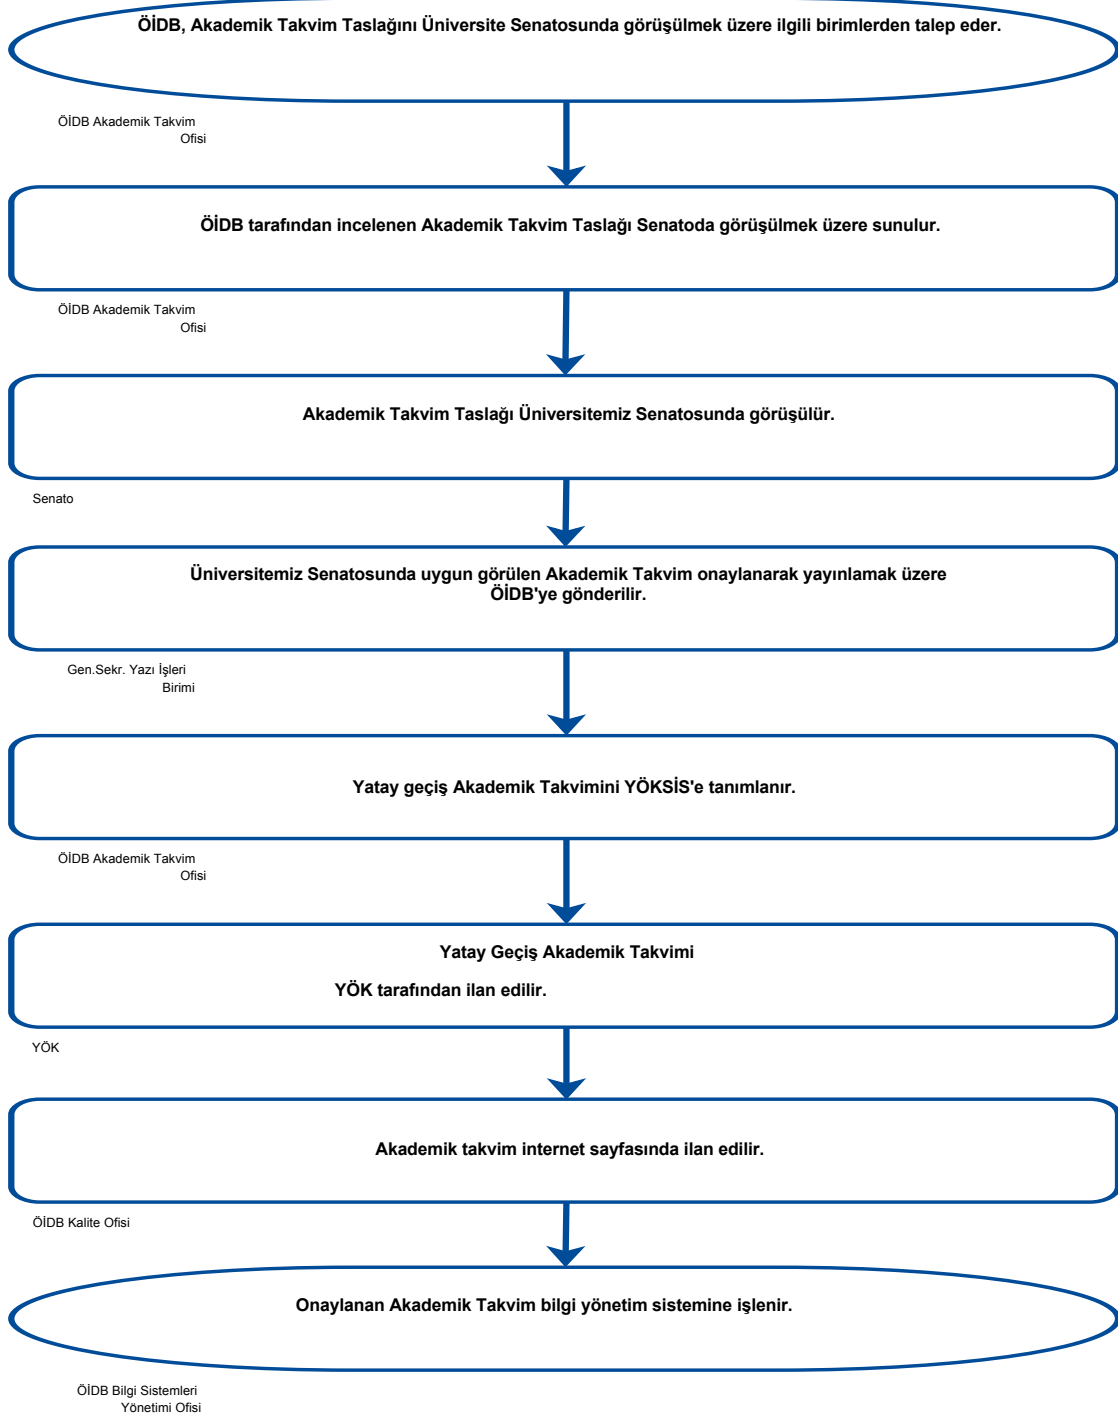 ÖİDB, Akademik Takvim Taslağını Üniversite Senatosunda görüşülmek üzere ilgili birimlerden talep eder.
ÖİDB Akademik Takvim
Ofisi
ÖİDB tarafından incelenen Akademik Takvim Taslağı Senatoda görüşülmek üzere sunulur.
ÖİDB Akademik Takvim
Ofisi
Akademik Takvim Taslağı Üniversitemiz Senatosunda görüşülür.
Senato
Üniversitemiz Senatosunda uygun görülen Akademik Takvim onaylanarak yayınlamak üzere
ÖİDB'ye gönderilir.
Gen.Sekr. Yazı İşleri
Birimi
Yatay geçiş Akademik Takvimini YÖKSİS'e tanımlanır.
ÖİDB Akademik Takvim
Ofisi
Yatay Geçiş Akademik Takvimi
YÖK tarafından ilan edilir.
YÖK
Akademik takvim internet sayfasında ilan edilir.
ÖİDB Kalite Ofisi
Onaylanan Akademik Takvim bilgi yönetim sistemine işlenir.
ÖİDB Bilgi Sistemleri
Yönetimi Ofisi